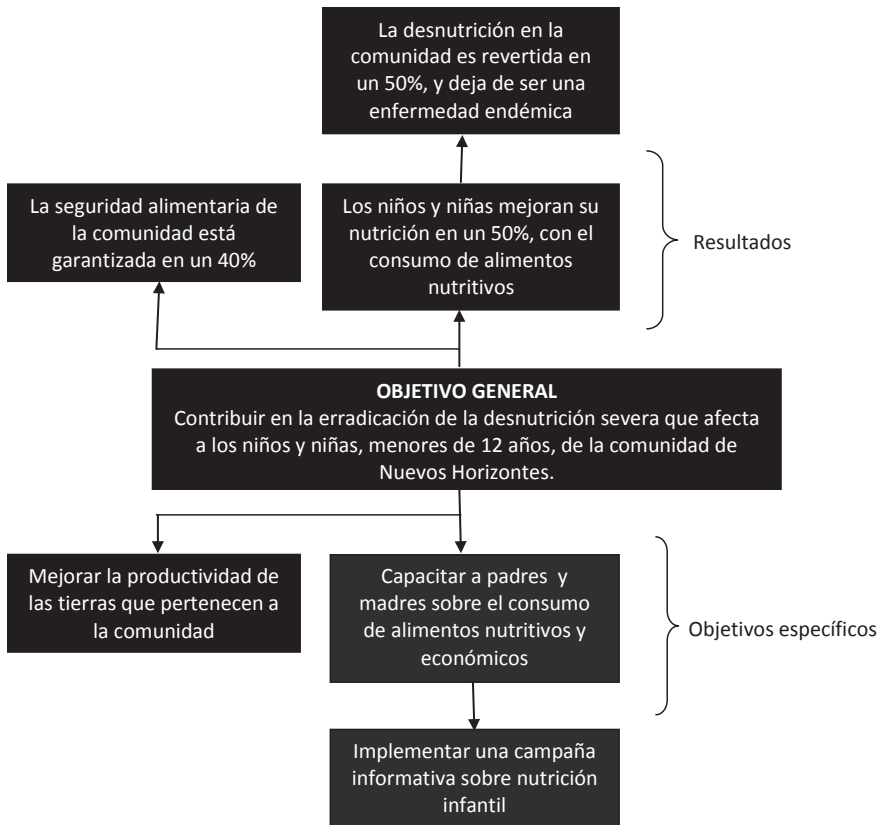 La desnutrición en la
comunidad es revertida en
un 50%, y deja de ser una
enfermedad endémica
La seguridad alimentaria de
la comunidad está
garantizada en un 40%
Los niños y niñas mejoran su
nutrición en un 50%, con el
consumo de alimentos
nutritivos
Resultados
OBJETIVO GENERAL
Contribuir en la erradicación de la desnutrición severa que afecta
a los niños y niñas, menores de 12 años, de la comunidad de
Nuevos Horizontes.
Mejorar la productividad de
las tierras que pertenecen a
la comunidad
Capacitar a padres y
madres sobre el consumo
de alimentos nutritivos y
económicos
Objetivos específicos
Implementar una campaña
informativa sobre nutrición
infantil